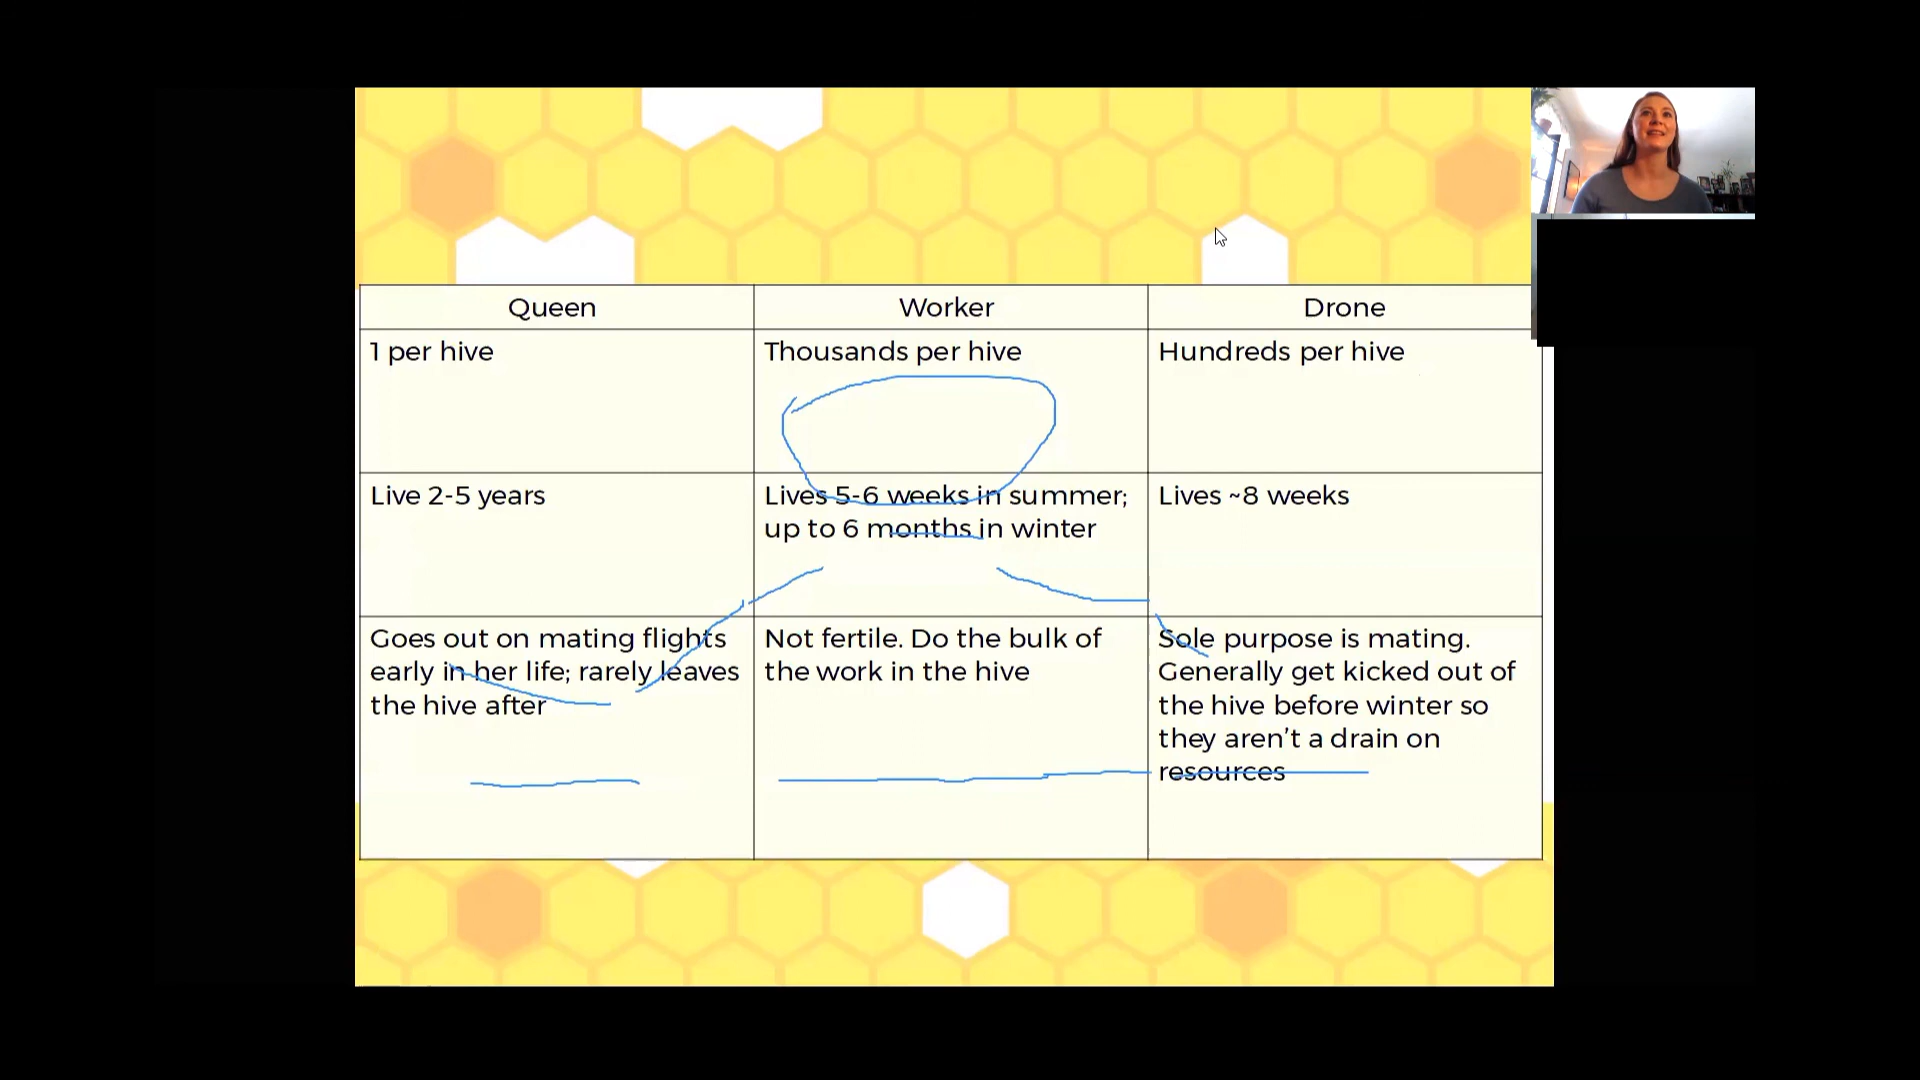 Queen
Worker
Drone
1 per hive
Thousands per hive
Hundreds per hive
Live 2-5 years
Lives 5-6 weeks in summer;
up to 6 months in winter
Lives ~8 weeks
Goes out on mating flights
early in her life; rarely leaves
the hive after
Not fertile. Do the bulk of
the work in the hive
Sole purpose is mating.
Generally get kicked out of
the hive before winter so
they aren’t a drain on
resources